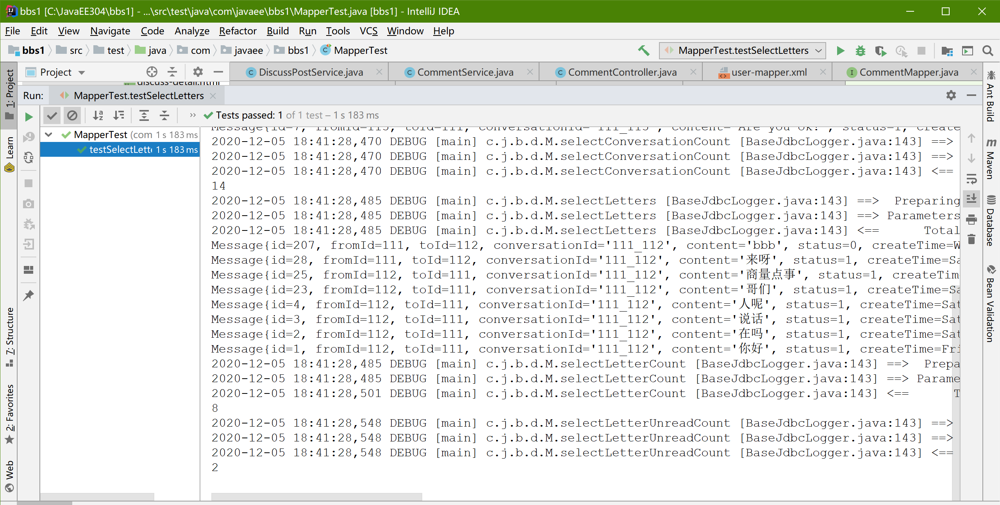 bbs1 [C:\JavaEE304\bbs1] - ...\src\test\java\com\javaee\bbs1\MapperTest.java [bbs1] - IntelliJ IDEA
File Edit View Navigate Code Analyze Refactor Build Run Tools VCS Window Help
bbs1 src test java com javaee bbs1 MapperTest MapperTest.testSelectLetters
Project DiscussPostService.java CommentService.java CommentController.java user-mapper.xml CommentMapper.java
discuss-detail.html
Run: MapperTest.testSelectLetters
Tests passed: 1 of 1 test – 1 s 183 ms
MapperTest (com 1 s 183 ms
testSelectLette 1 s 183 ms
Message{id=7, fromId=113, toId=111, conversationId='111_113', content='Are you ok?', status=1, create
2020-12-05 18:41:28,470 DEBUG [main] c.j.b.d.M.selectConversationCount [BaseJdbcLogger.java:143] ==>
2020-12-05 18:41:28,470 DEBUG [main] c.j.b.d.M.selectConversationCount [BaseJdbcLogger.java:143] ==>
2020-12-05 18:41:28,470 DEBUG [main] c.j.b.d.M.selectConversationCount [BaseJdbcLogger.java:143] <==
14
2020-12-05 18:41:28,485 DEBUG [main] c.j.b.d.M.selectLetters [BaseJdbcLogger.java:143] ==>  Preparing
2020-12-05 18:41:28,485 DEBUG [main] c.j.b.d.M.selectLetters [BaseJdbcLogger.java:143] ==> Parameters
2020-12-05 18:41:28,485 DEBUG [main] c.j.b.d.M.selectLetters [BaseJdbcLogger.java:143] <==      Total
Message{id=207, fromId=111, toId=112, conversationId='111_112', content='bbb', status=0, createTime=W
Message{id=28, fromId=111, toId=112, conversationId='111_112', content='来呀', status=1, createTime=Sa
Message{id=25, fromId=112, toId=111, conversationId='111_112', content='商量点事', status=1, createTim
Message{id=23, fromId=112, toId=111, conversationId='111_112', content='哥们', status=1, createTime=Sa
Message{id=4, fromId=112, toId=111, conversationId='111_112', content='人呢', status=1, createTime=Sat
Message{id=3, fromId=112, toId=111, conversationId='111_112', content='说话', status=1, createTime=Sat
Message{id=2, fromId=112, toId=111, conversationId='111_112', content='在吗', status=1, createTime=Sat
Message{id=1, fromId=112, toId=111, conversationId='111_112', content='你好', status=1, createTime=Fri
2020-12-05 18:41:28,485 DEBUG [main] c.j.b.d.M.selectLetterCount [BaseJdbcLogger.java:143] ==>  Prepa
2020-12-05 18:41:28,485 DEBUG [main] c.j.b.d.M.selectLetterCount [BaseJdbcLogger.java:143] ==> Parame
2020-12-05 18:41:28,501 DEBUG [main] c.j.b.d.M.selectLetterCount [BaseJdbcLogger.java:143] <==      T
8
2020-12-05 18:41:28,548 DEBUG [main] c.j.b.d.M.selectLetterUnreadCount [BaseJdbcLogger.java:143] ==>
2020-12-05 18:41:28,548 DEBUG [main] c.j.b.d.M.selectLetterUnreadCount [BaseJdbcLogger.java:143] ==>
2020-12-05 18:41:28,548 DEBUG [main] c.j.b.d.M.selectLetterUnreadCount [BaseJdbcLogger.java:143] <==
2
1: Project
Learn
7: Structure
2: Favorites
Web
Ant Build
Maven
Database
Bean Validation